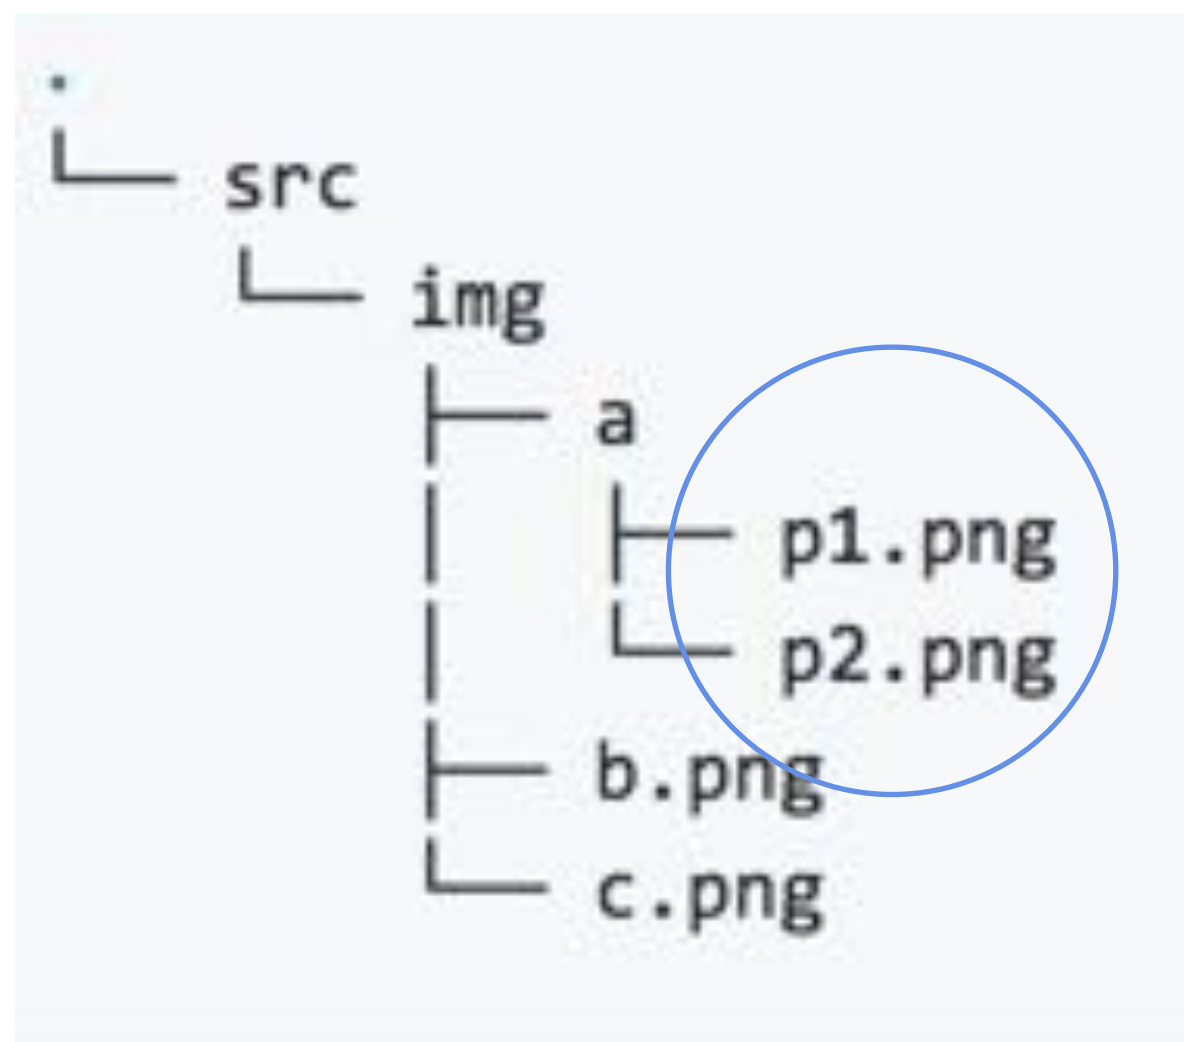 .
└── src
    └── img
        ├── a
        │   ├── p1.png
        │   └── p2.png
        ├── b.png
        └── c.png